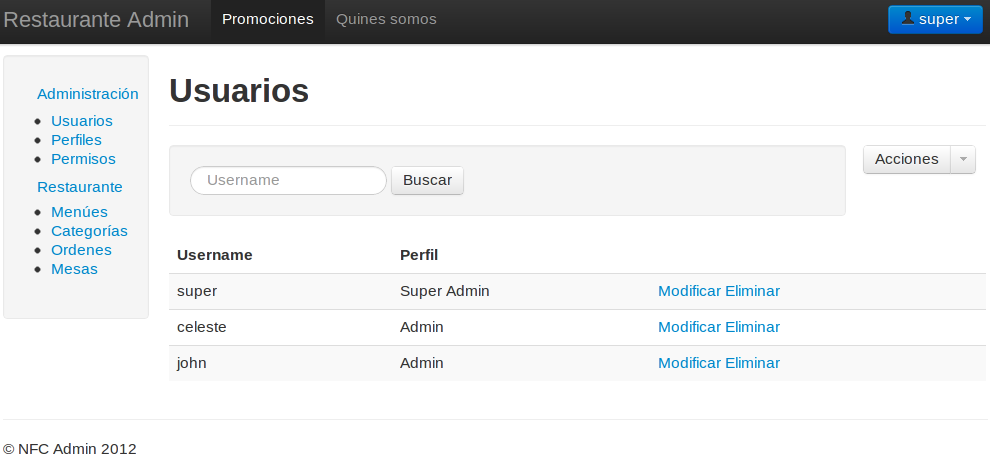 Restaurante Admin Promociones Quines somos super
Administración
Usuarios
Perfiles
Permisos
Restaurante
Menúes
Categorías
Ordenes
Mesas
Usuarios
Username Buscar Acciones
Username Perfil
super Super Admin Modificar Eliminar
celeste Admin Modificar Eliminar
john Admin Modificar Eliminar
© NFC Admin 2012